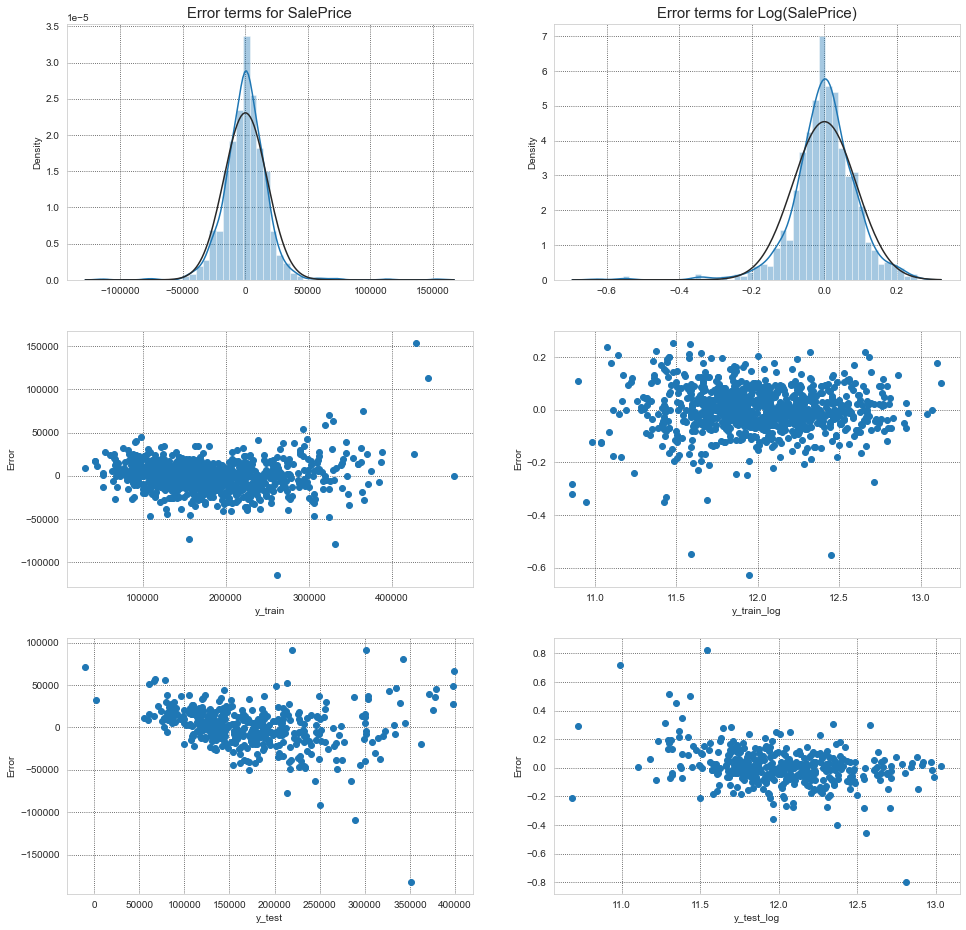 Error terms for SalePrice
1e−5
3.5
3.0
2.5
2.0
1.5
1.0
0.5
0.0
Density
−100000 −50000 0 50000 100000 150000
Error terms for Log(SalePrice)
7
6
5
4
3
2
1
0
Density
−0.6 −0.4 −0.2 0.0 0.2
150000
100000
50000
0
−50000
−100000
Error
100000 200000 300000 400000
y_train
0.2
0.0
−0.2
−0.4
−0.6
Error
11.0 11.5 12.0 12.5 13.0
y_train_log
100000
50000
0
−50000
−100000
−150000
Error
0 50000 100000 150000 200000 250000 300000 350000 400000
y_test
0.8
0.6
0.4
0.2
0.0
−0.2
−0.4
−0.6
−0.8
Error
11.0 11.5 12.0 12.5 13.0
y_test_log